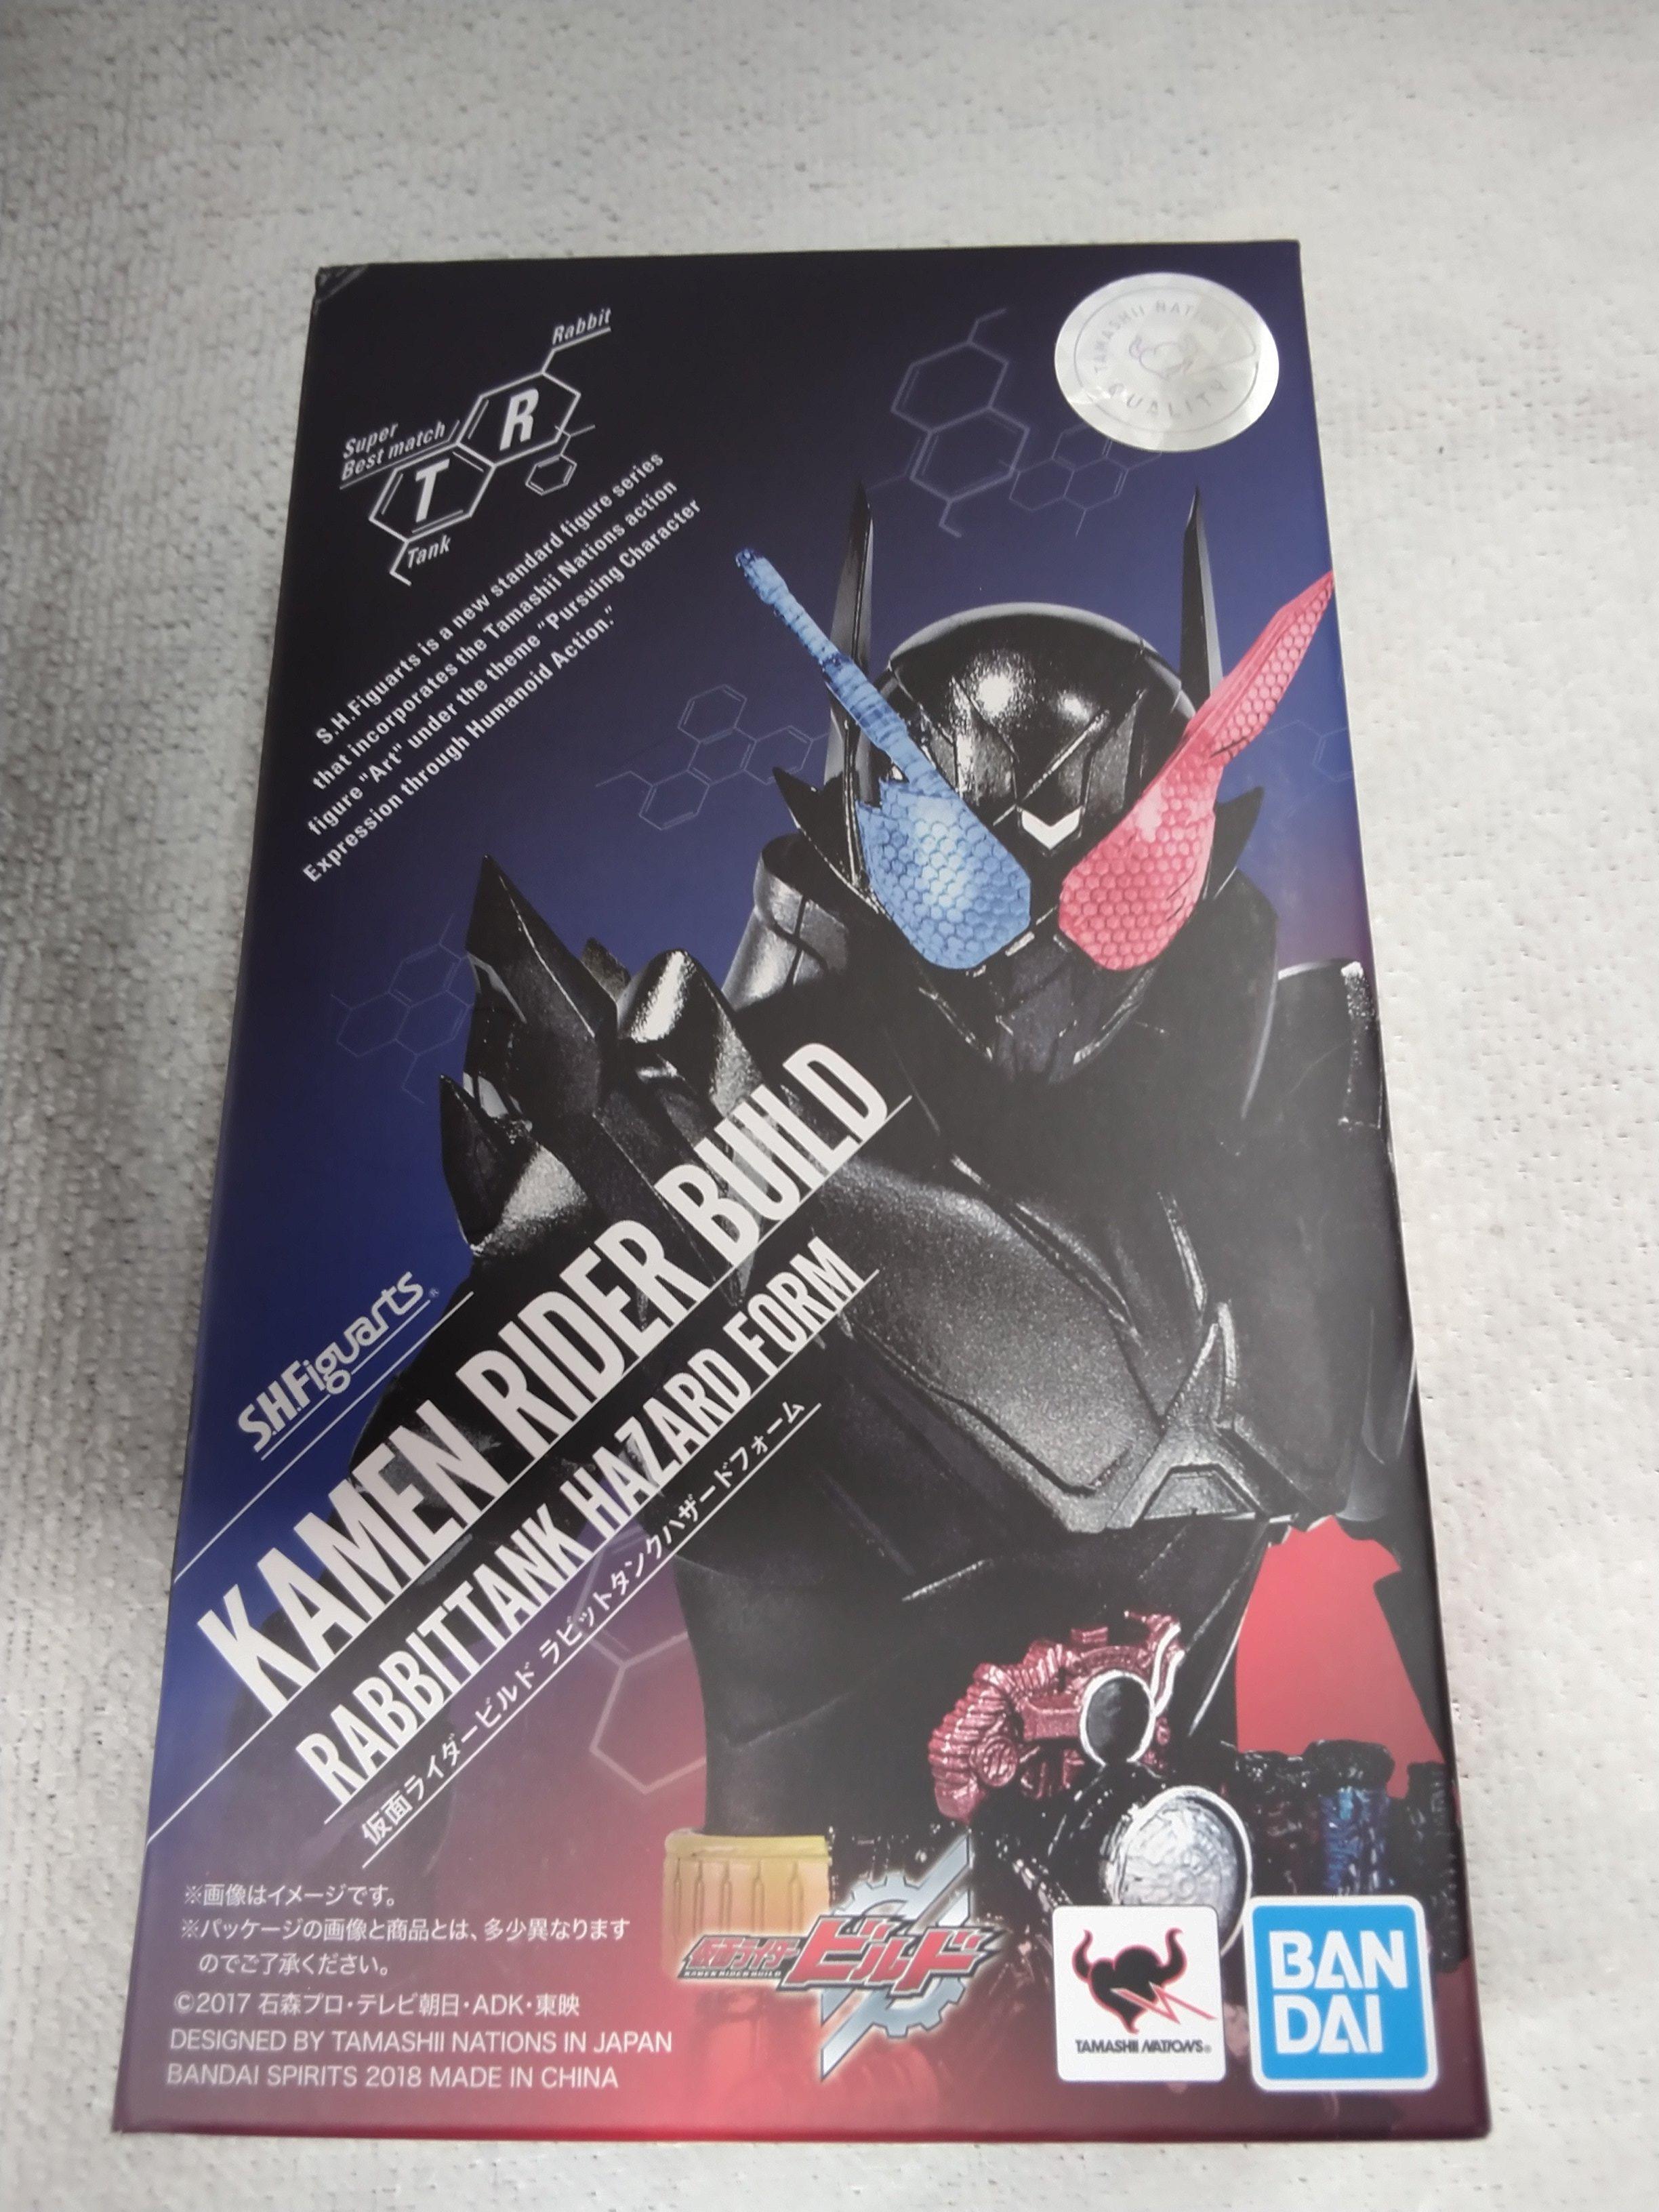 Rabbit
Super
Best match
R
T
Tank
TAMASHII NATIONS
QUALITY
S.H.Figuarts is a new standard figure series
that incorporates the Tamashii Nations action
figure "Art" under the theme "Pursuing Character
Expression through Humanoid Action."
S.H.Figuarts®
KAMEN RIDER BUILD
RABBITTANK HAZARD FORM
仮面ライダービルド ラビットタンクハザードフォーム
※画像はイメージです。
※パッケージの画像と商品とは、多少異なります
のでご了承ください。
©2017 石森プロ・テレビ朝日・ADK・東映
DESIGNED BY TAMASHII NATIONS IN JAPAN
BANDAI SPIRITS 2018 MADE IN CHINA
仮面ライダービルド
KAMEN RIDER BUILD
TAMASHII NATIONS®
BAN
DAI